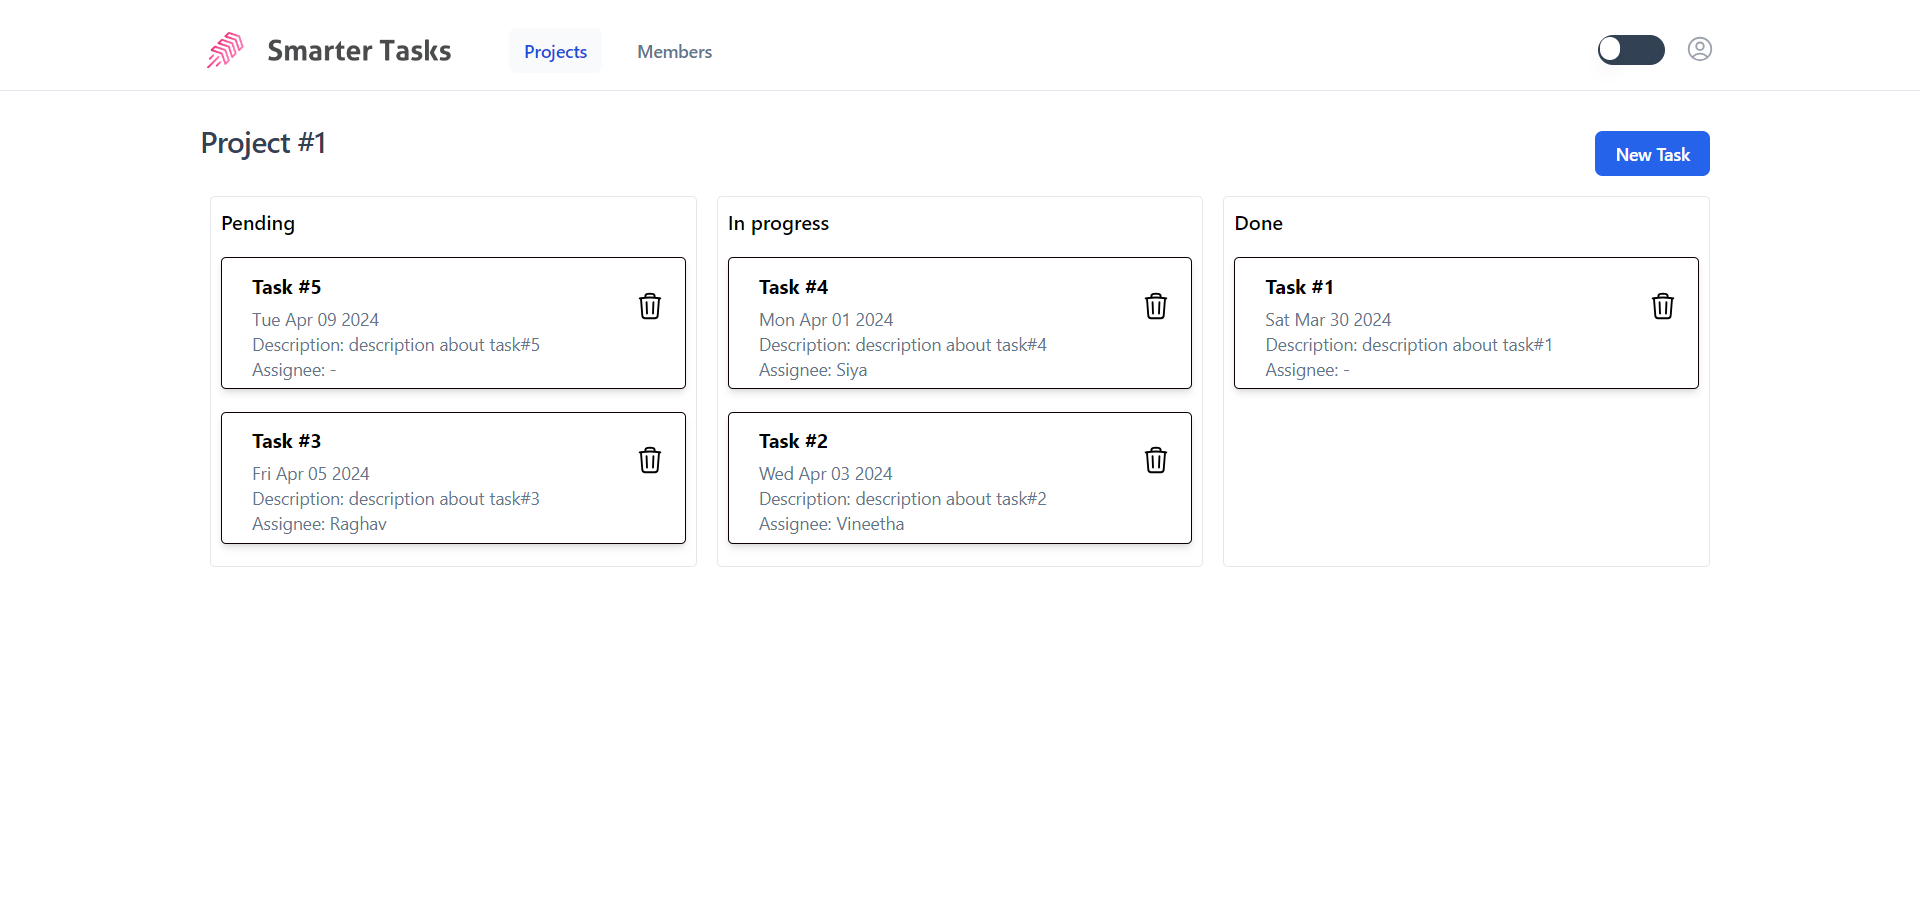 Smarter Tasks
Projects
Members
Project #1
New Task
Pending
Task #5
Tue Apr 09 2024
Description: description about task#5
Assignee: -
Task #3
Fri Apr 05 2024
Description: description about task#3
Assignee: Raghav
In progress
Task #4
Mon Apr 01 2024
Description: description about task#4
Assignee: Siya
Task #2
Wed Apr 03 2024
Description: description about task#2
Assignee: Vineetha
Done
Task #1
Sat Mar 30 2024
Description: description about task#1
Assignee: -